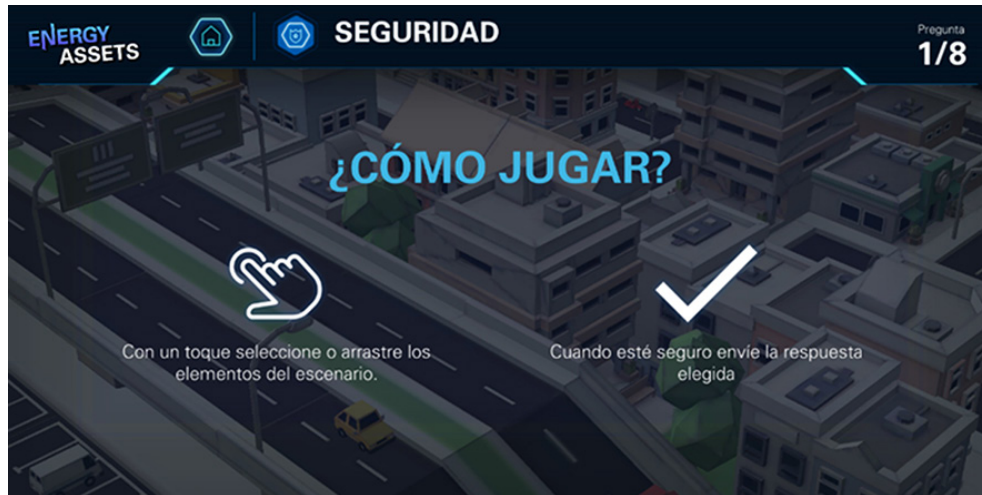 ENERGY
ASSETS
SEGURIDAD
Pregunta
1/8
¿CÓMO JUGAR?
Con un toque seleccione o arrastre los
elementos del escenario.
Cuando esté seguro envíe la respuesta
elegida